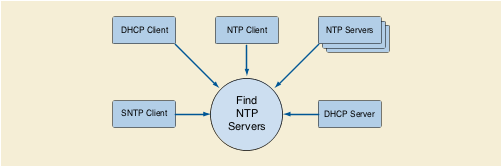 DHCP Client
NTP Client
NTP Servers
Find
NTP
Servers
SNTP Client
DHCP Server